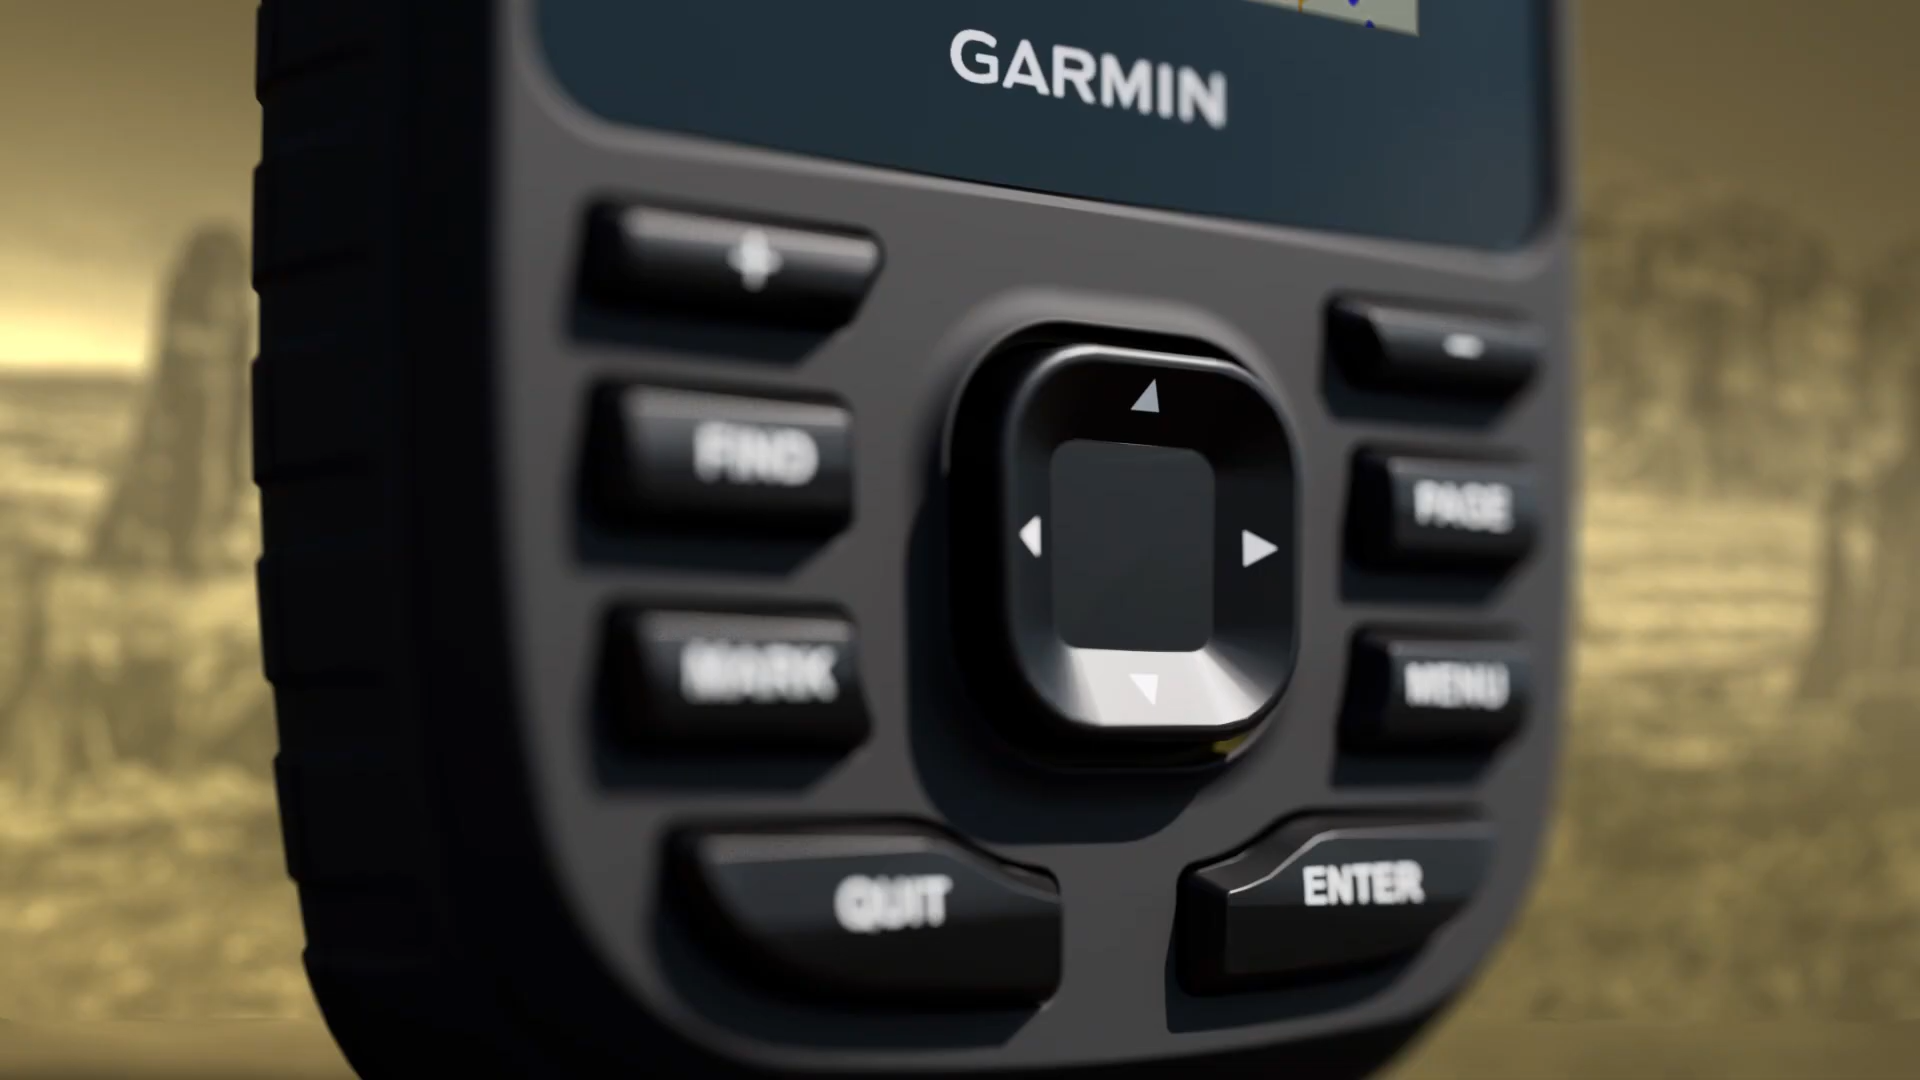 GARMIN
+
-
FIND
PAGE
MARK
MENU
QUIT
ENTER